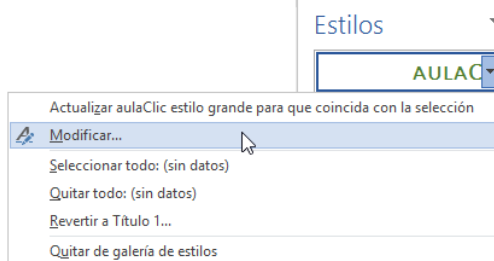 Estilos
AULAC
Actualizar aulaClic estilo grande para que coincida con la selección
Modificar...
Seleccionar todo: (sin datos)
Quitar todo: (sin datos)
Revertir a Título 1...
Quitar de galería de estilos